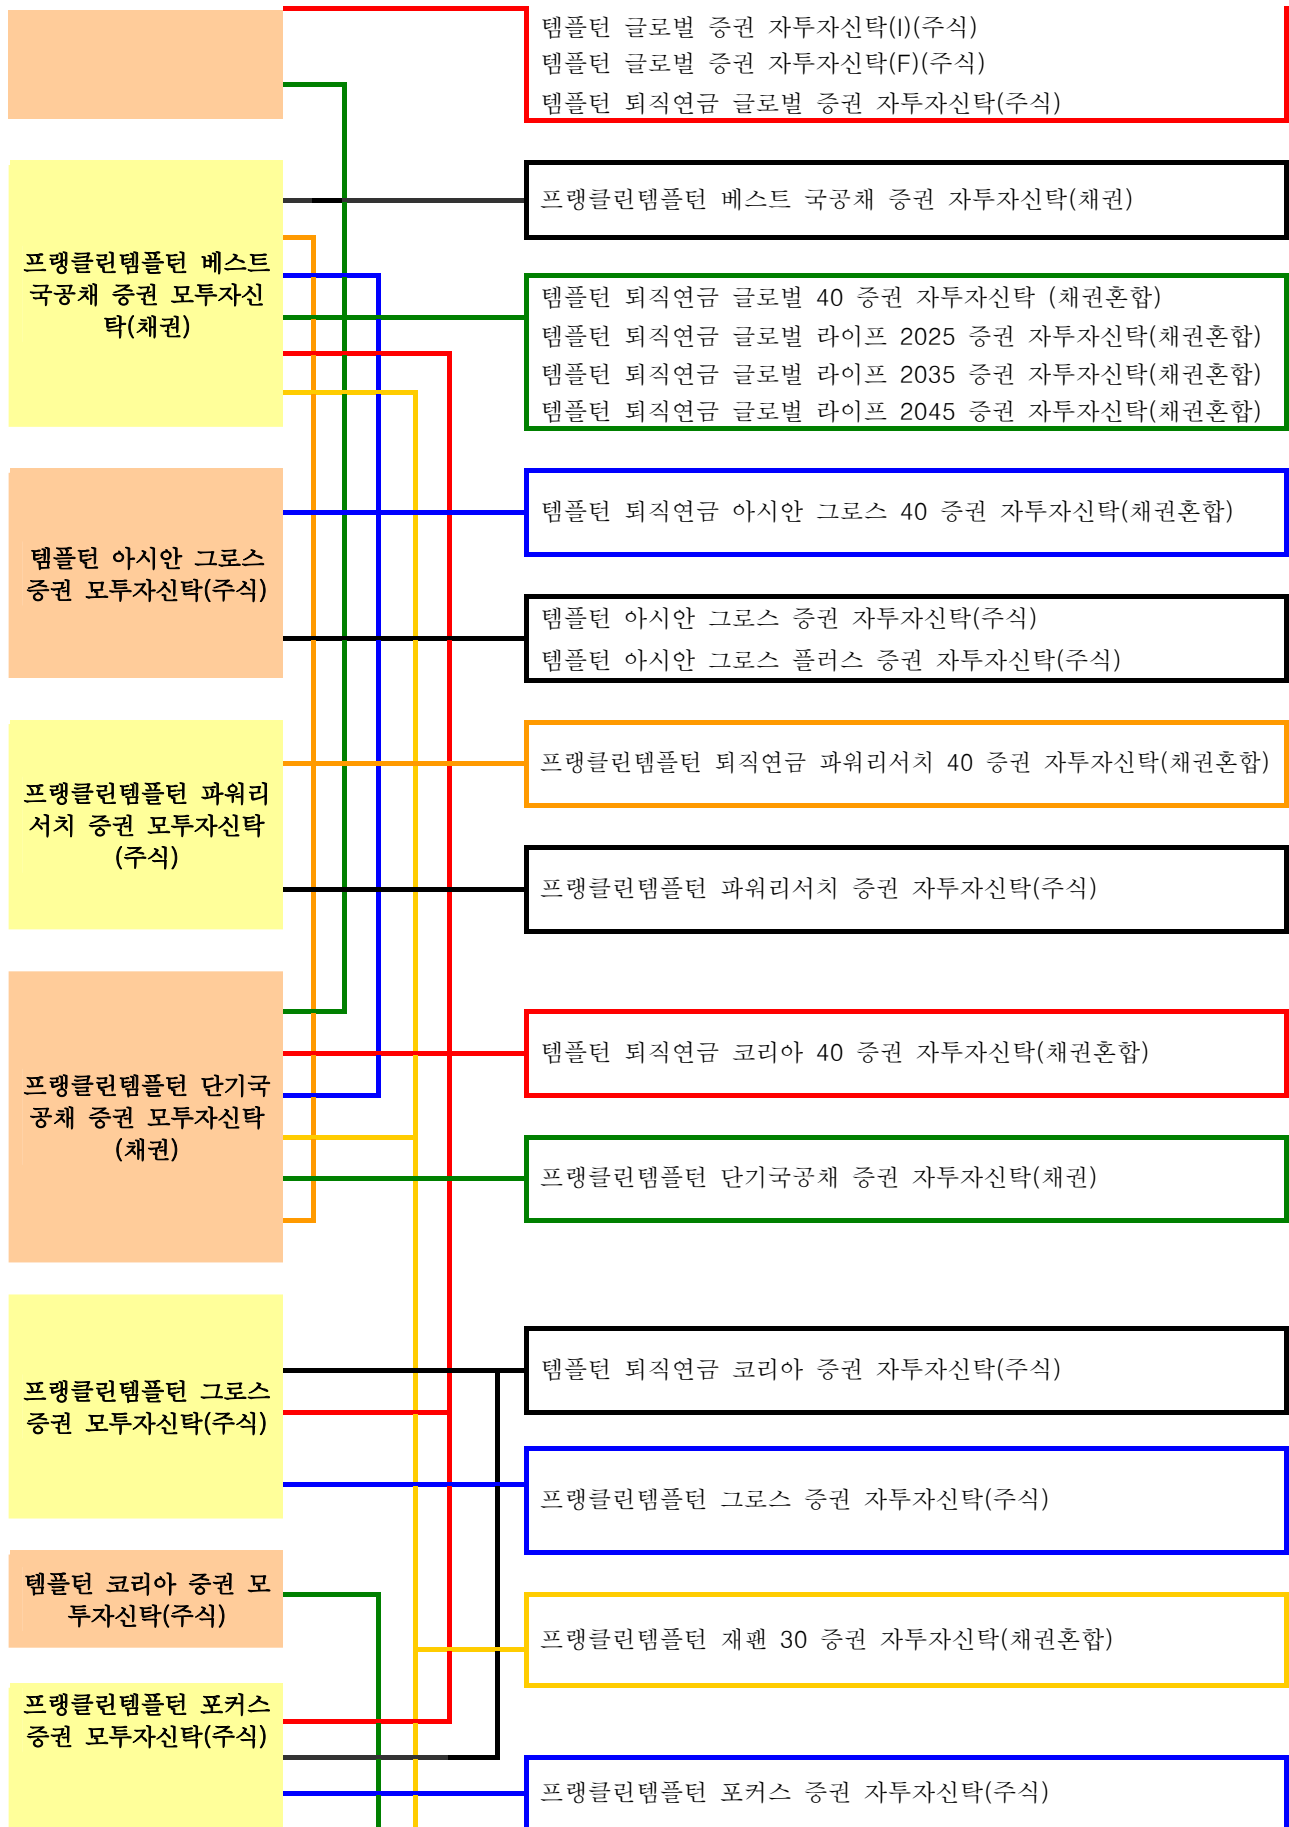 템플턴 글로벌 증권 자투자신탁(I)(주식)
템플턴 글로벌 증권 자투자신탁(F)(주식)
템플턴 퇴직연금 글로벌 증권 자투자신탁(주식)
프랭클린템플턴 베스트 국공채 증권 자투자신탁(채권)
프랭클린템플턴 베스트
국공채 증권 모투자신
탁(채권)
템플턴 퇴직연금 글로벌 40 증권 자투자신탁 (채권혼합)
템플턴 퇴직연금 글로벌 라이프 2025 증권 자투자신탁(채권혼합)
템플턴 퇴직연금 글로벌 라이프 2035 증권 자투자신탁(채권혼합)
템플턴 퇴직연금 글로벌 라이프 2045 증권 자투자신탁(채권혼합)
템플턴 아시안 그로스
증권 모투자신탁(주식)
템플턴 퇴직연금 아시안 그로스 40 증권 자투자신탁(채권혼합)
템플턴 아시안 그로스 증권 자투자신탁(주식)
템플턴 아시안 그로스 플러스 증권 자투자신탁(주식)
프랭클린템플턴 파워리
서치 증권 모투자신탁
(주식)
프랭클린템플턴 퇴직연금 파워리서치 40 증권 자투자신탁(채권혼합)
프랭클린템플턴 파워리서치 증권 자투자신탁(주식)
프랭클린템플턴 단기국
공채 증권 모투자신탁
(채권)
템플턴 퇴직연금 코리아 40 증권 자투자신탁(채권혼합)
프랭클린템플턴 단기국공채 증권 자투자신탁(채권)
프랭클린템플턴 그로스
증권 모투자신탁(주식)
템플턴 퇴직연금 코리아 증권 자투자신탁(주식)
프랭클린템플턴 그로스 증권 자투자신탁(주식)
템플턴 코리아 증권 모
투자신탁(주식)
프랭클린템플턴 재팬 30 증권 자투자신탁(채권혼합)
프랭클린템플턴 포커스
증권 모투자신탁(주식)
프랭클린템플턴 포커스 증권 자투자신탁(주식)